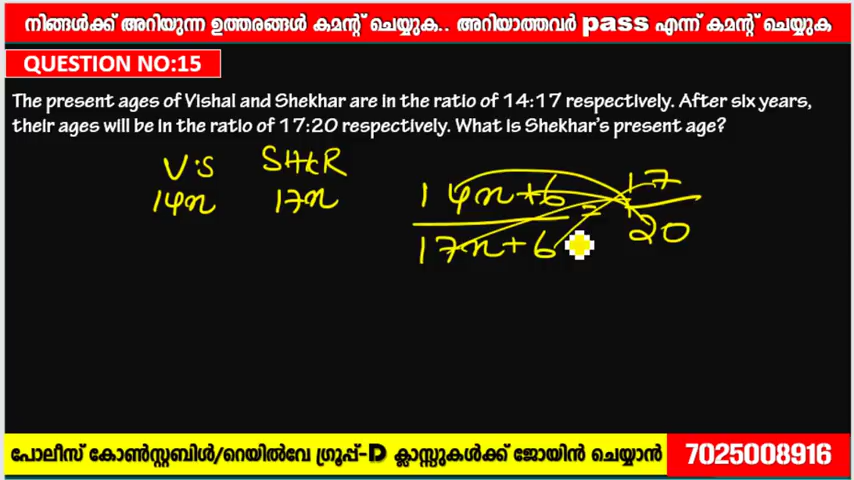 നിങ്ങൾക്ക് അറിയുന്ന ഉത്തരങ്ങൾ കമന്റ് ചെയ്യുക.. അറിയാത്തവർ pass എന്ന് കമന്റ് ചെയ്യുക
QUESTION NO:15
The present ages of Vishal and Shekhar are in the ratio of 14:17 respectively. After six years,
their ages will be in the ratio of 17:20 respectively. What is Shekhar's present age?
V.S SHKR
14x 17x
14x+6 = 17
17x+6 20
പോലീസ് കോൺസ്റ്റബിൾ/റെയിൽവേ ഗ്രൂപ്പ്-D ക്ലാസ്സുകൾക്ക് ജോയിൻ ചെയ്യാൻ 7025008916